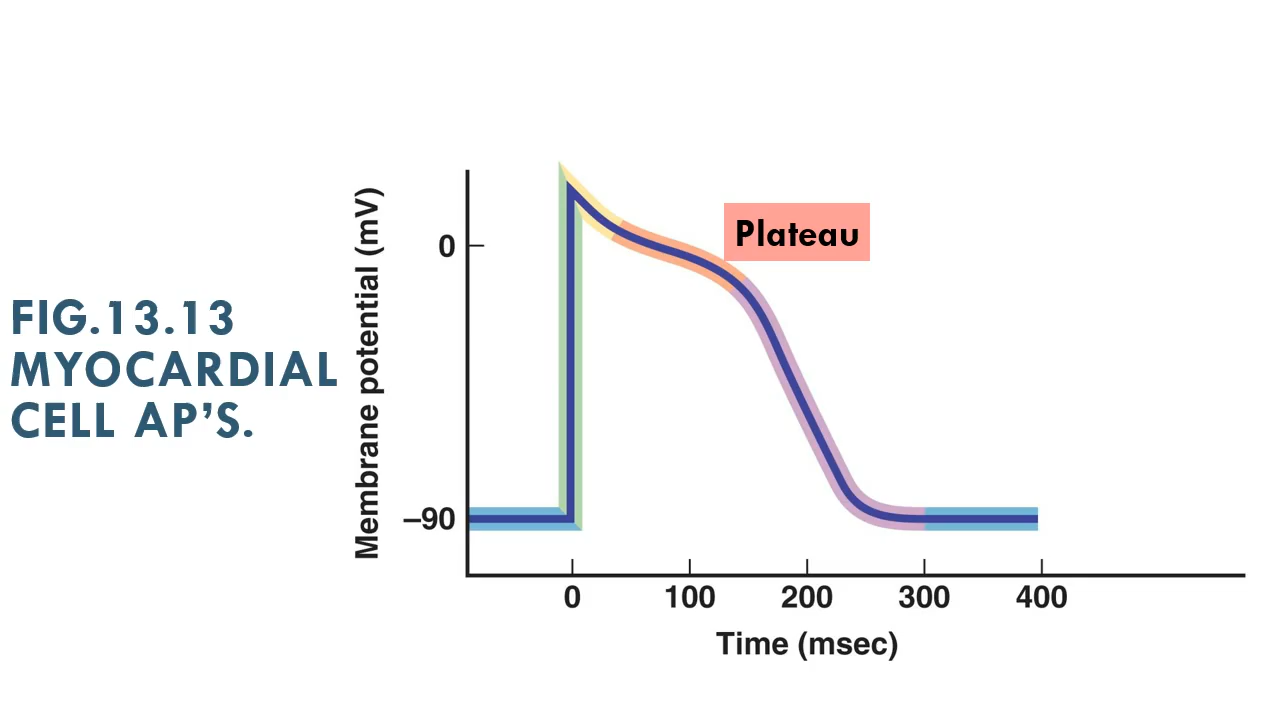 FIG.13.13
MYOCARDIAL
CELL AP’S.
Membrane potential (mV)
0
–90
Plateau
0 100 200 300 400
Time (msec)